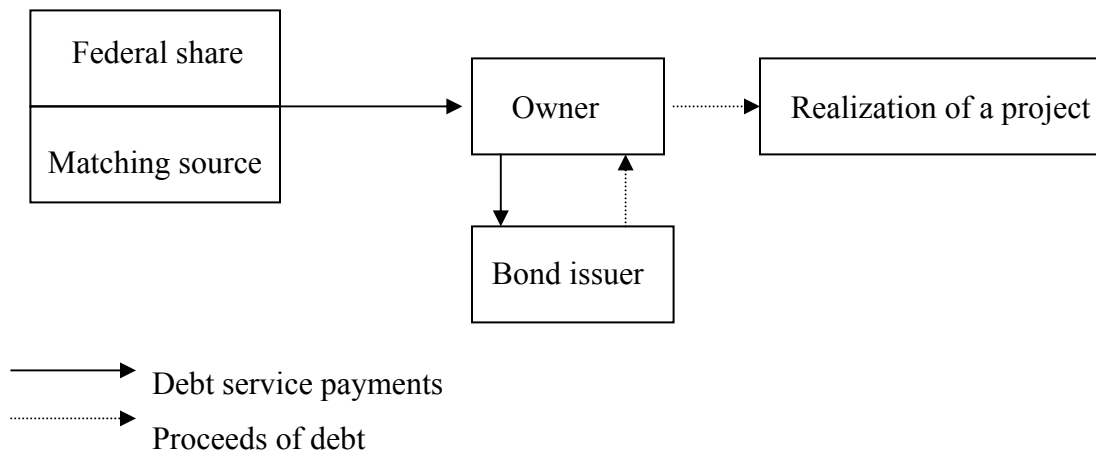 Federal share
Matching source
Owner
Realization of a project
Bond issuer
Debt service payments
Proceeds of debt